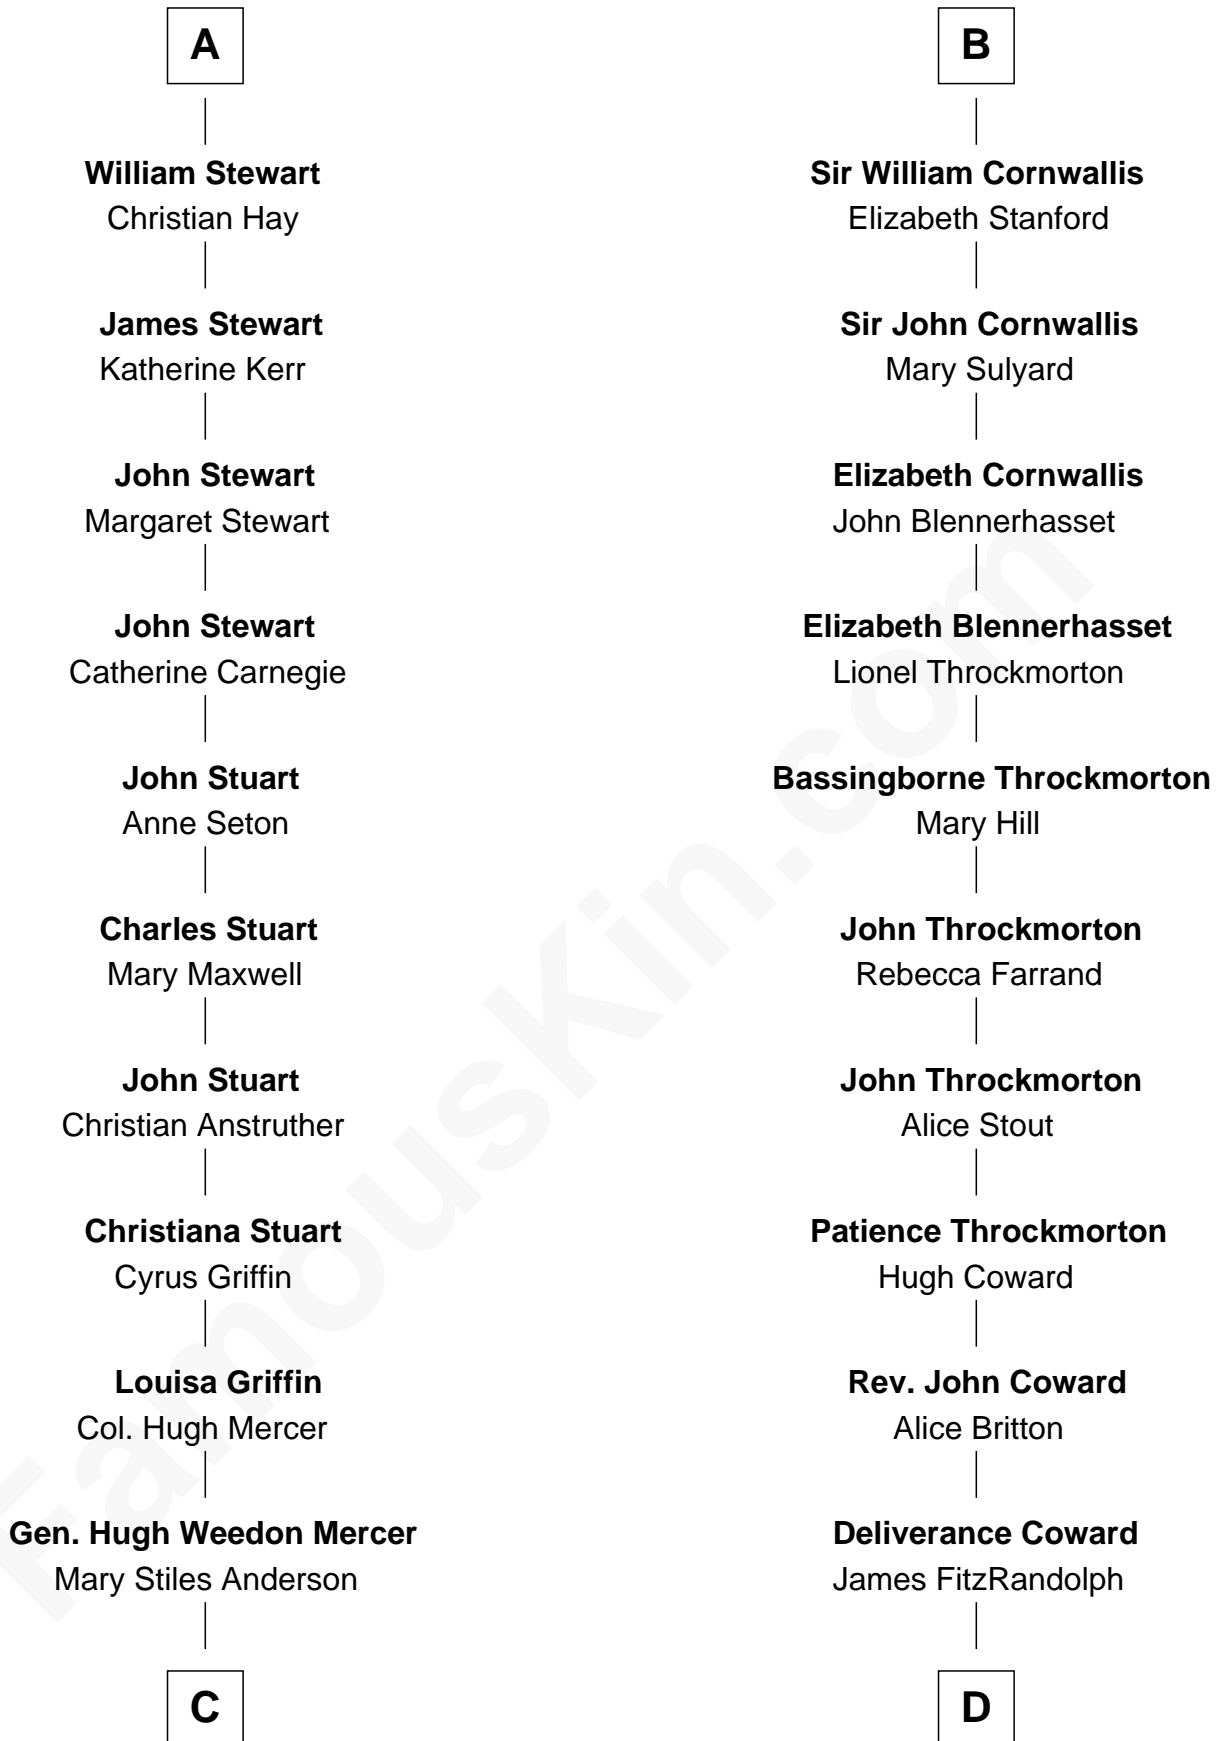 A
William Stewart
Christian Hay
James Stewart
Katherine Kerr
John Stewart
Margaret Stewart
John Stewart
Catherine Carnegie
John Stuart
Anne Seton
Charles Stuart
Mary Maxwell
John Stuart
Christian Anstruther
Christiana Stuart
Cyrus Griffin
Louisa Griffin
Col. Hugh Mercer
Gen. Hugh Weedon Mercer
Mary Stiles Anderson
C
B
Sir William Cornwallis
Elizabeth Stanford
Sir John Cornwallis
Mary Sulyard
Elizabeth Cornwallis
John Blennerhasset
Elizabeth Blennerhasset
Lionel Throckmorton
Bassingborne Throckmorton
Mary Hill
John Throckmorton
Rebecca Farrand
John Throckmorton
Alice Stout
Patience Throckmorton
Hugh Coward
Rev. John Coward
Alice Britton
Deliverance Coward
James FitzRandolph
D
FamousKin.com